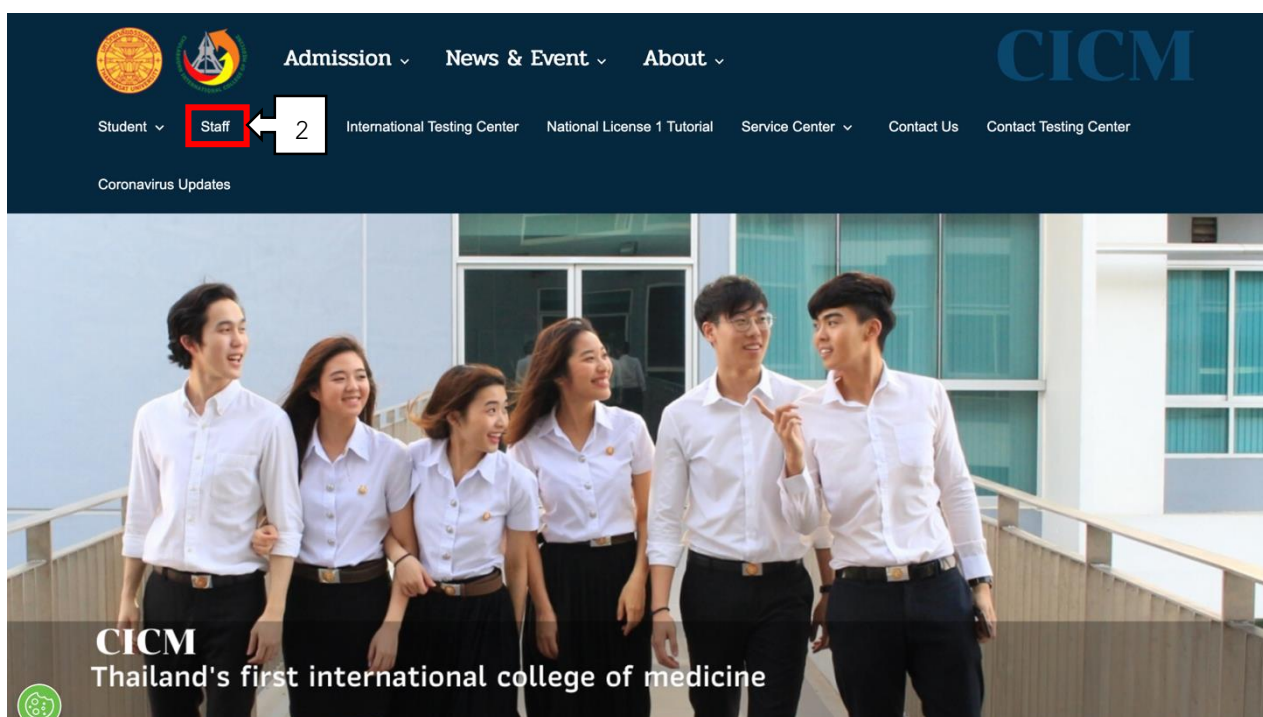 Admission News & Event About CICM
Student Staff 2 International Testing Center National License 1 Tutorial Service Center Contact Us Contact Testing Center
Coronavirus Updates
CICM
Thailand's first international college of medicine